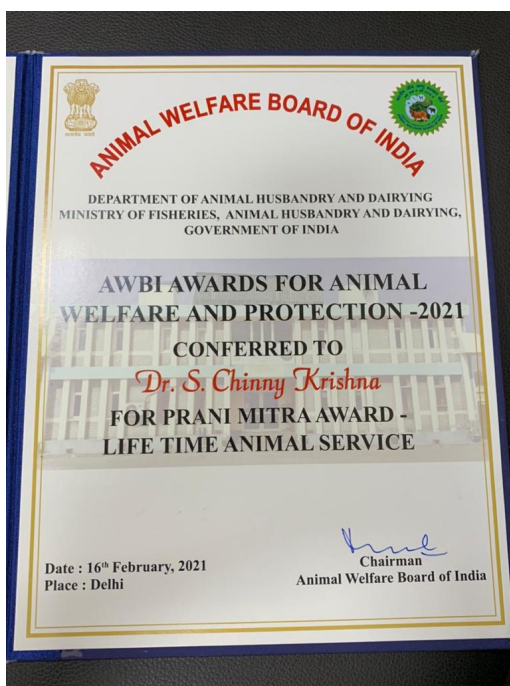 ANIMAL WELFARE BOARD OF INDIA
DEPARTMENT OF ANIMAL HUSBANDRY AND DAIRYING
MINISTRY OF FISHERIES, ANIMAL HUSBANDRY AND DAIRYING,
GOVERNMENT OF INDIA
AWBI AWARDS FOR ANIMAL
WELFARE AND PROTECTION -2021
CONFERRED TO
Dr. S. Chinny Krishna
FOR PRANI MITRA AWARD -
LIFE TIME ANIMAL SERVICE
Date : 16th February, 2021
Place : Delhi
Chairman
Animal Welfare Board of India